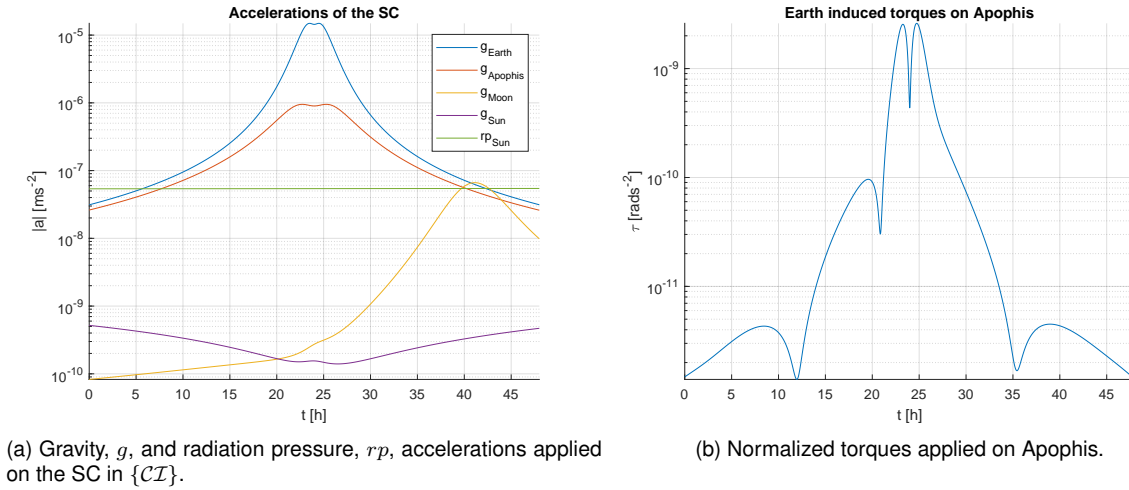 Accelerations of the SC
10^-5
10^-6
10^-7
10^-8
10^-9
10^-10
|a| [ms^-2]
g_Earth
g_Apophis
g_Moon
g_Sun
rp_Sun
0 5 10 15 20 25 30 35 40 45
t [h]
(a) Gravity, g, and radiation pressure, rp, accelerations applied
on the SC in {CI}.
Earth induced torques on Apophis
10^-9
10^-10
10^-11
τ [rads^-2]
0 5 10 15 20 25 30 35 40 45
t [h]
(b) Normalized torques applied on Apophis.